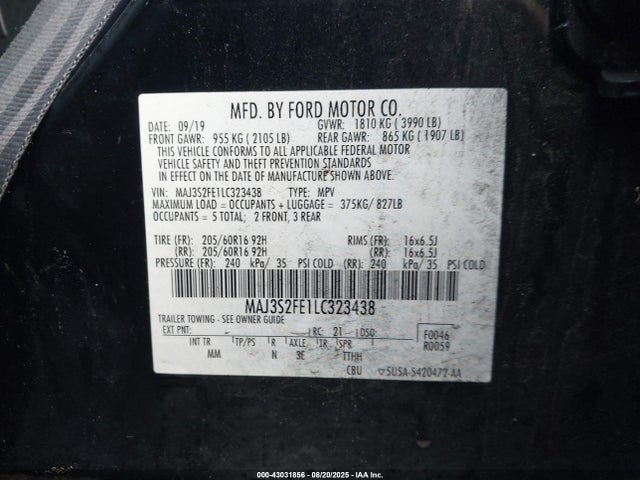 MFD. BY FORD MOTOR CO.
DATE: 09/19 GVWR: 1810 KG ( 3990 LB)
FRONT GAWR: 955 KG ( 2105 LB) REAR GAWR: 865 KG ( 1907 LB)
THIS VEHICLE CONFORMS TO ALL APPLICABLE FEDERAL MOTOR
VEHICLE SAFETY AND THEFT PREVENTION STANDARDS
IN EFFECT ON THE DATE OF MANUFACTURE SHOWN ABOVE.
VIN: MAJ3S2FE1LC323438 TYPE: MPV
MAXIMUM LOAD = OCCUPANTS + LUGGAGE = 375KG/ 827LB
OCCUPANTS = 5 TOTAL; 2 FRONT, 3 REAR
TIRE (FR): 205/60R16 92H RIMS (FR): 16x6.5J
(RR): 205/60R16 92H (RR): 16x6.5J
PRESSURE (FR): 240 kPa/ 35 PSI COLD (RR): 240 kPa/ 35 PSI COLD
MAJ3S2FE1LC323438
TRAILER TOWING - SEE OWNER GUIDE
EXT PNT: RC: 21 DSO: F0046
INT TR TP/PS R AXLE TR SPR R0059
MM N 3E TTHH
CBU 5USA-5420472-AA
000-43031856 - 08/20/2025 - IAA Inc.